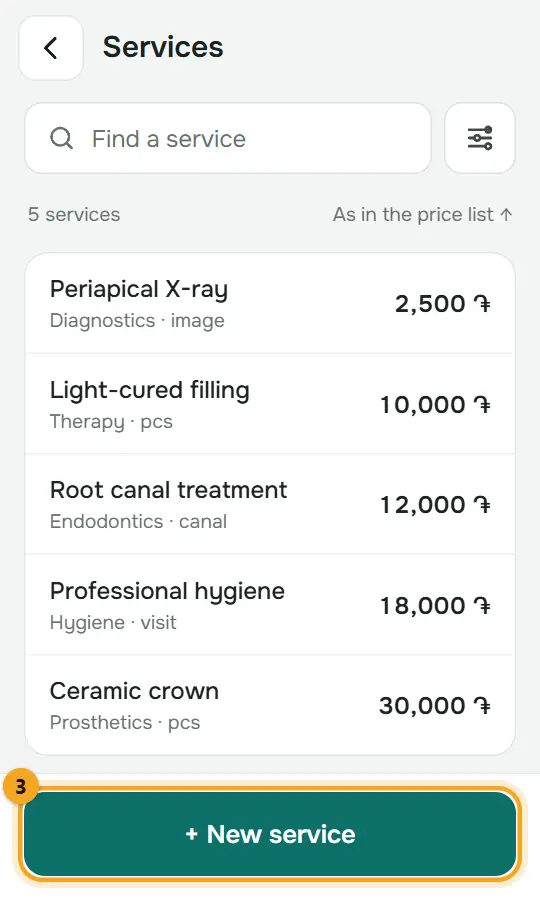 Services
Find a service
5 services
As in the price list ↑
Periapical X-ray
2,500 ֏
Diagnostics · image
Light-cured filling
10,000 ֏
Therapy · pcs
Root canal treatment
12,000 ֏
Endodontics · canal
Professional hygiene
18,000 ֏
Hygiene · visit
Ceramic crown
30,000 ֏
Prosthetics · pcs
3
+ New service